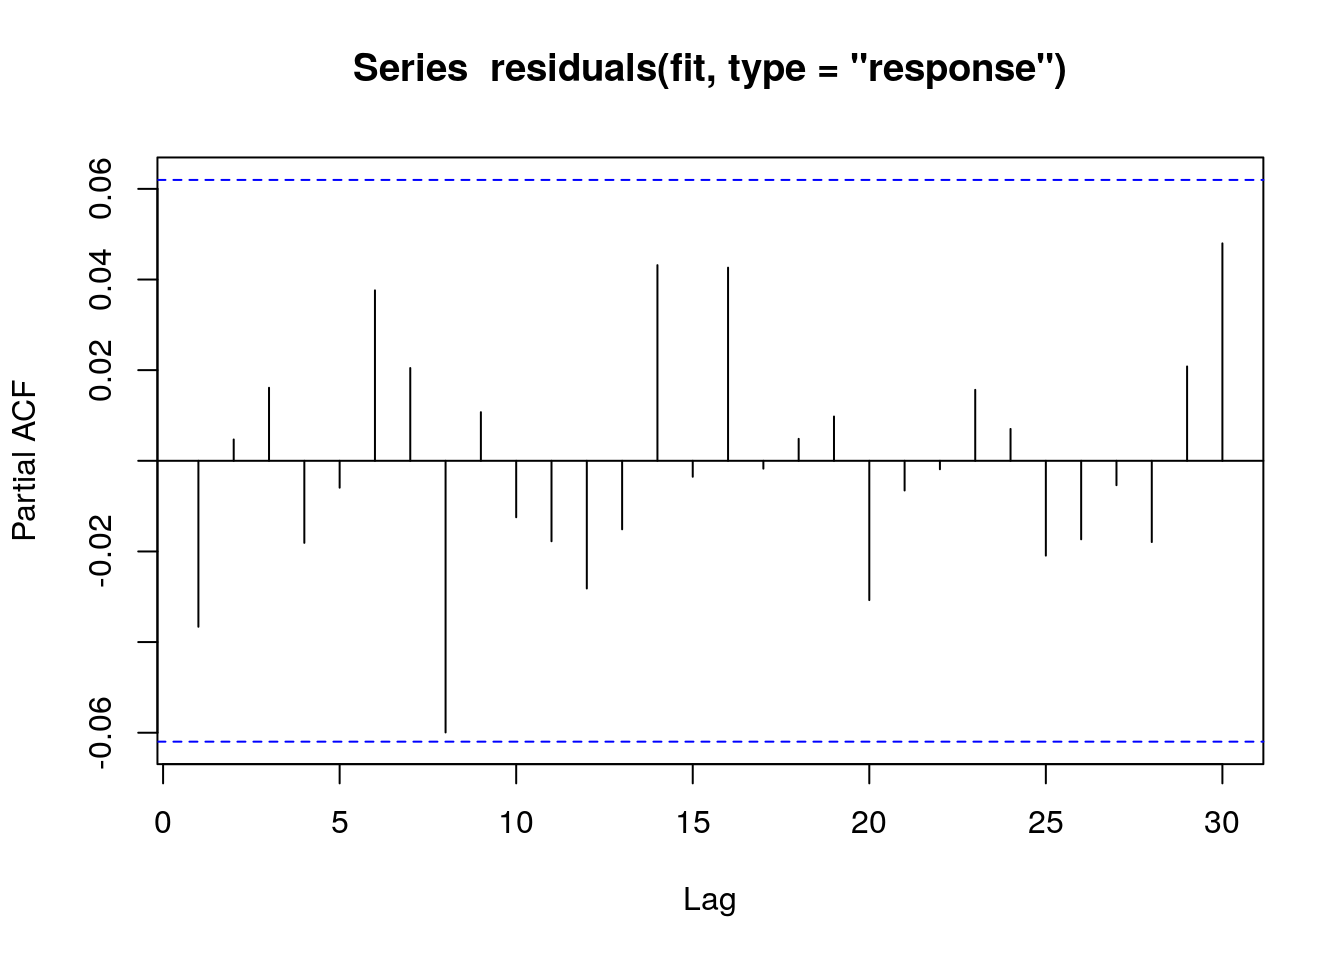 Series  residuals(fit, type = "response")
0.06
0.04
0.02
-0.02
-0.06
Partial ACF
0 5 10 15 20 25 30
Lag